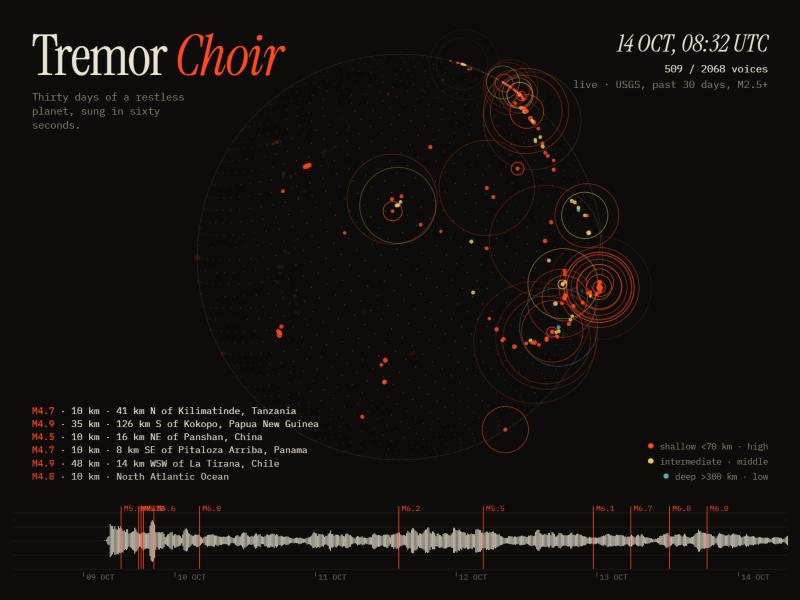 Tremor Choir
Thirty days of a restless
planet, sung in sixty
seconds.
14 OCT, 08:32 UTC
509 / 2068 voices
live · USGS, past 30 days, M2.5+
M4.7 · 10 km · 41 km N of Kilimatinde, Tanzania
M4.9 · 35 km · 126 km S of Kokopo, Papua New Guinea
M4.5 · 10 km · 16 km NE of Panshan, China
M4.7 · 10 km · 8 km SE of Pitaloza Arriba, Panama
M4.9 · 48 km · 14 km WSW of La Tirana, Chile
M4.8 · 10 km · North Atlantic Ocean
shallow <70 km · high
intermediate · middle
deep >300 km · low
M6.0 M6.2 M5.5 M6.1 M6.7 M6.8 M6.0
09 OCT 10 OCT 11 OCT 12 OCT 13 OCT 14 OCT